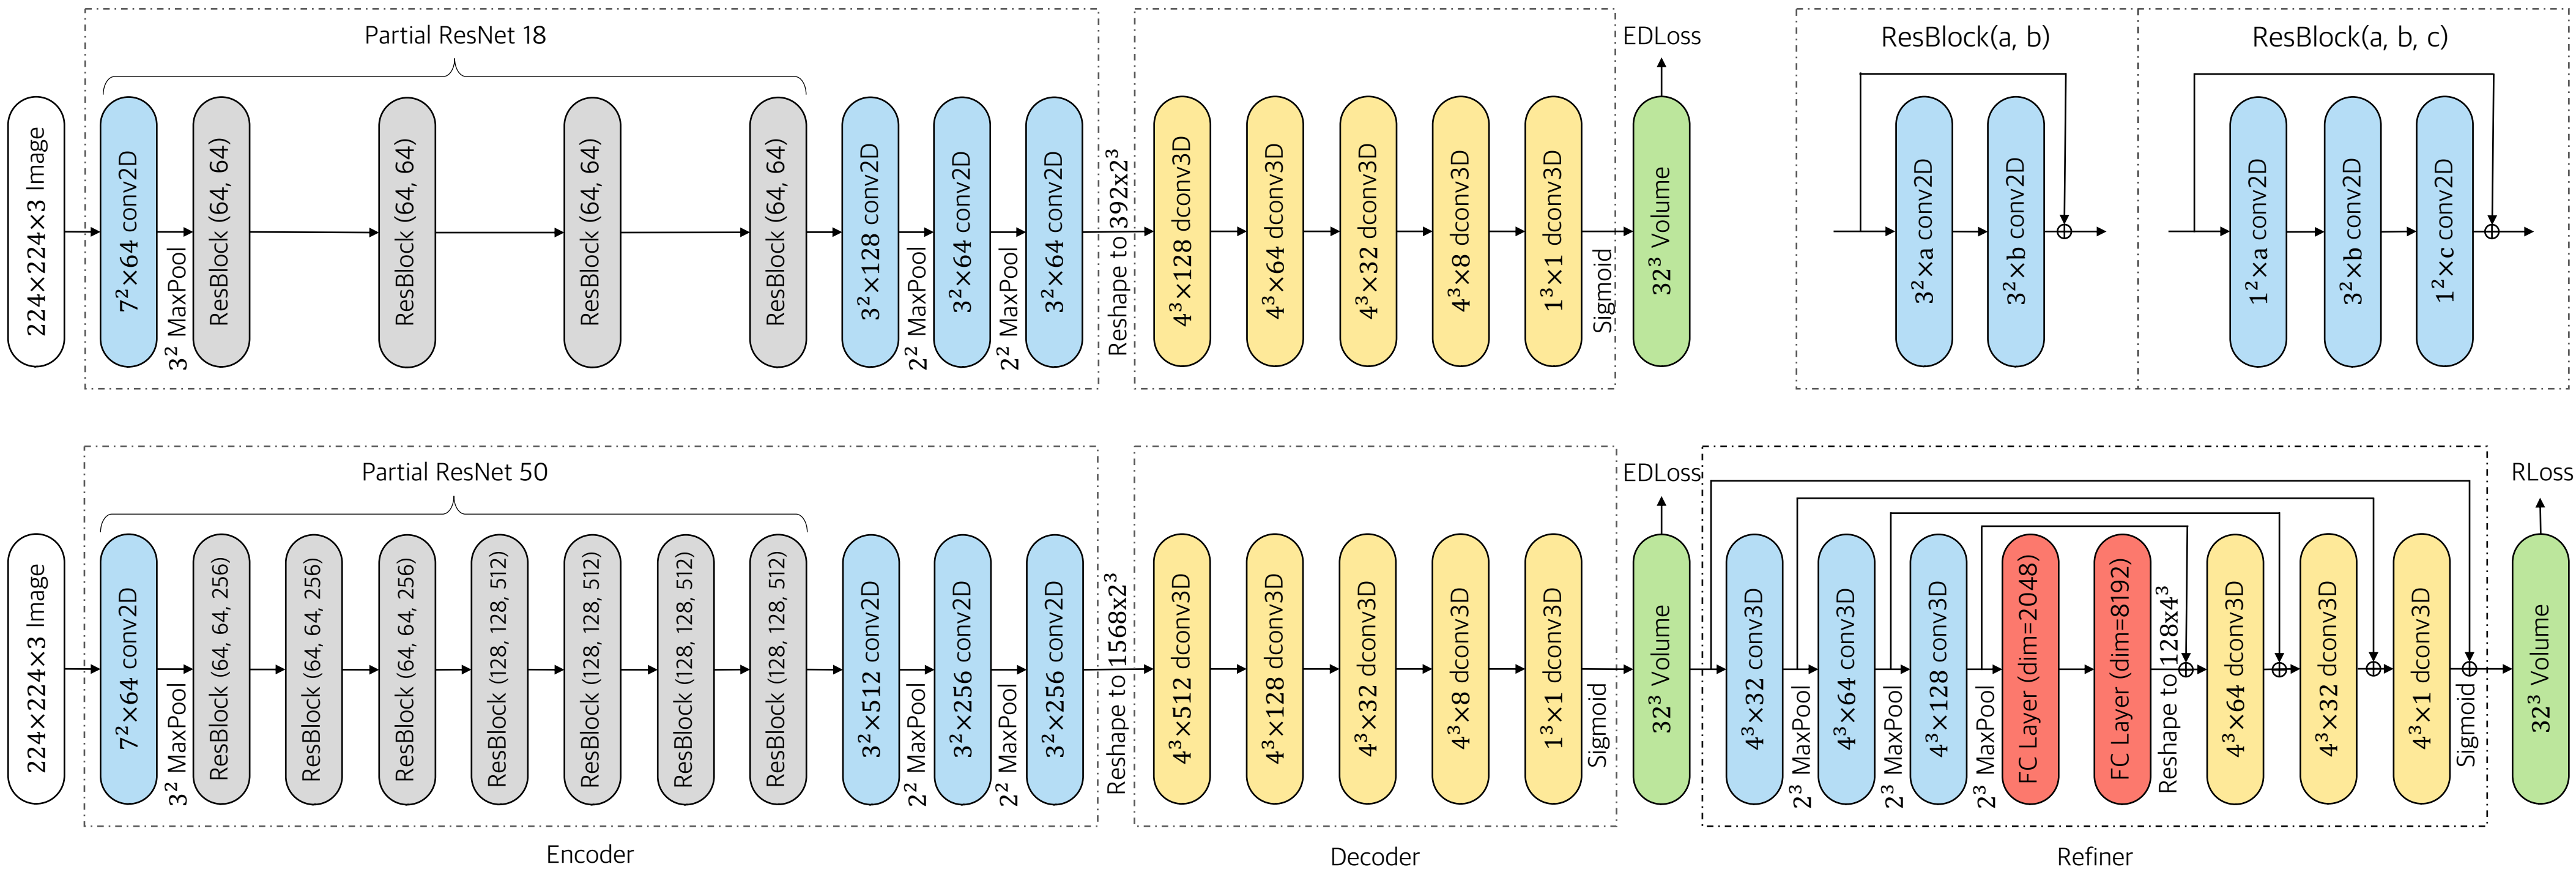 Partial ResNet 18
224×224×3 Image
7²×64 conv2D
3² MaxPool
ResBlock (64, 64)
ResBlock (64, 64)
ResBlock (64, 64)
ResBlock (64, 64)
3²×128 conv2D
2² MaxPool
3²×64 conv2D
2² MaxPool
3²×64 conv2D
Reshape to 392x2³
4³×128 dconv3D
4³×64 dconv3D
4³×32 dconv3D
4³×8 dconv3D
1³×1 dconv3D
Sigmoid
32³ Volume
EDLoss
ResBlock(a, b)
3²×a conv2D
3²×b conv2D
ResBlock(a, b, c)
1²×a conv2D
3²×b conv2D
1²×c conv2D
Partial ResNet 50
224×224×3 Image
7²×64 conv2D
3² MaxPool
ResBlock (64, 64, 256)
ResBlock (64, 64, 256)
ResBlock (64, 64, 256)
ResBlock (128, 128, 512)
ResBlock (128, 128, 512)
ResBlock (128, 128, 512)
ResBlock (128, 128, 512)
3²×512 conv2D
2² MaxPool
3²×256 conv2D
2² MaxPool
3²×256 conv2D
Reshape to 1568x2³
4³×512 dconv3D
4³×128 dconv3D
4³×32 dconv3D
4³×8 dconv3D
1³×1 dconv3D
Sigmoid
32³ Volume
EDLoss
4³×32 conv3D
2³ MaxPool
4³×64 conv3D
2³ MaxPool
4³×128 conv3D
2³ MaxPool
FC Layer (dim=2048)
FC Layer (dim=8192)
Reshape to 128x4³
4³×64 dconv3D
4³×32 dconv3D
4³×1 dconv3D
Sigmoid
32³ Volume
RLoss
Encoder
Decoder
Refiner